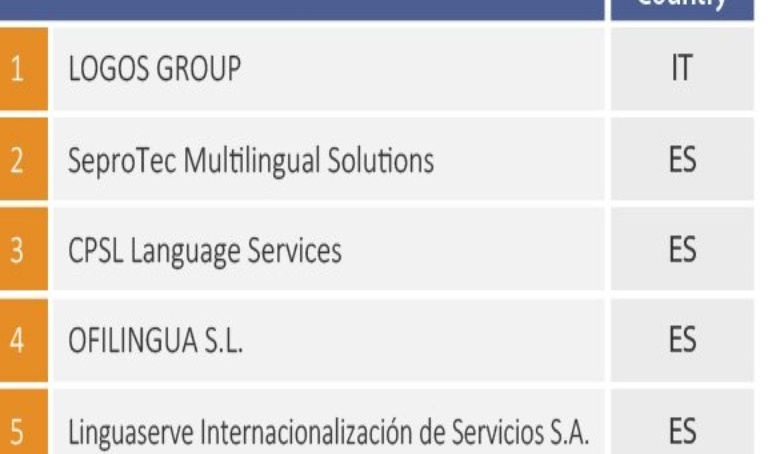 Country
1 LOGOS GROUP IT
2 SeproTec Multilingual Solutions ES
3 CPSL Language Services ES
4 OFILINGUA S.L. ES
5 Linguaserve Internacionalización de Servicios S.A. ES